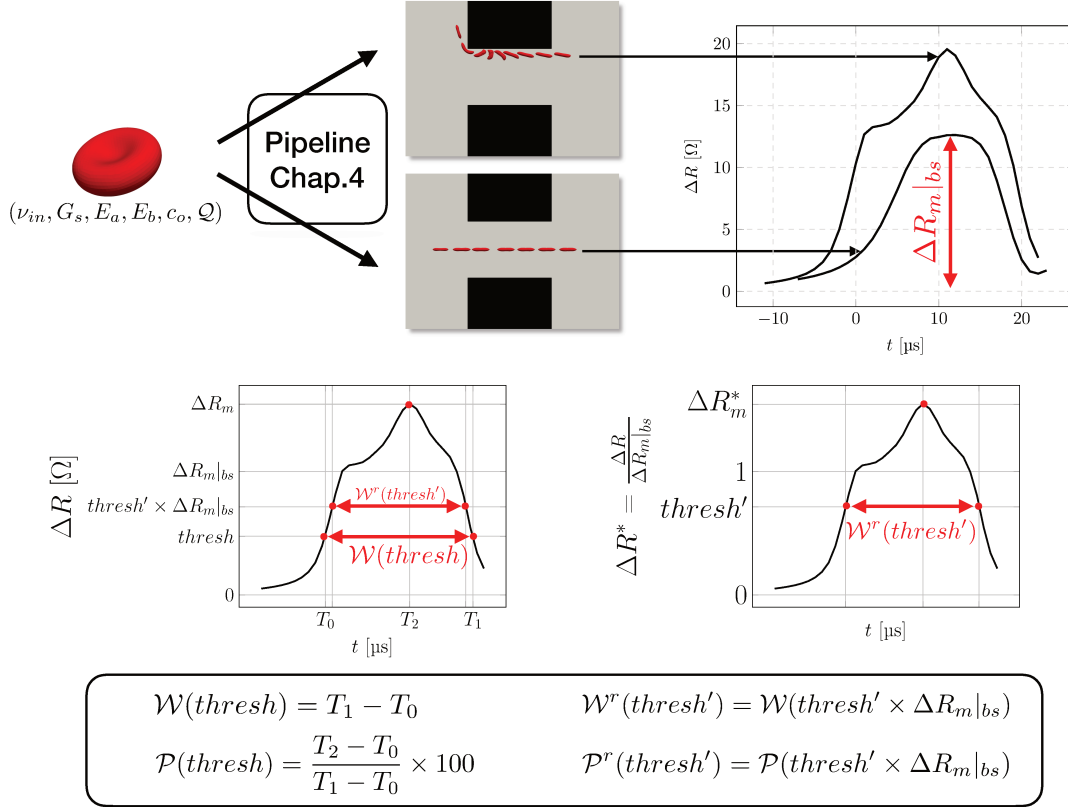 Pipeline
Chap.4
(ν_in, G_s, E_a, E_b, c_o, 𝒬)
20
15
10
5
0
ΔR [Ω]
ΔR_m|_bs
−10
0
10
20
t [µs]
ΔR_m
ΔR_m|_bs
thresh′ × ΔR_m|_bs
thresh
0
ΔR [Ω]
𝒲^r(thresh′)
𝒲(thresh)
T_0
T_2
T_1
t [µs]
ΔR* = ΔR / ΔR_m|_bs
ΔR*_m
1
thresh′
0
𝒲^r(thresh′)
t [µs]
𝒲(thresh) = T_1 − T_0
𝒲^r(thresh′) = 𝒲(thresh′ × ΔR_m|_bs)
𝒫(thresh) = (T_2 − T_0) / (T_1 − T_0) × 100
𝒫^r(thresh′) = 𝒫(thresh′ × ΔR_m|_bs)